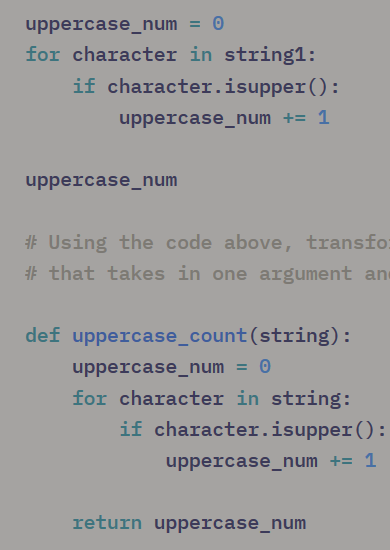 uppercase_num = 0
for character in string1:
    if character.isupper():
        uppercase_num += 1

uppercase_num

# Using the code above, transfo
# that takes in one argument an

def uppercase_count(string):
    uppercase_num = 0
    for character in string:
        if character.isupper():
            uppercase_num += 1

    return uppercase_num